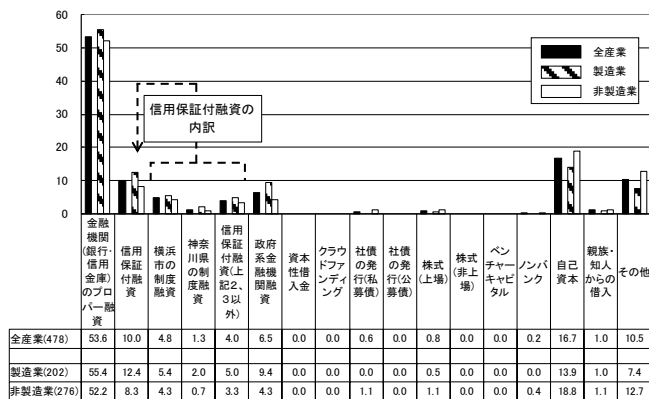 60
50
40
30
20
10
0
全産業
製造業
非製造業
信用保証付融資の
内訳
金融
機関
(銀行・
信用
金庫)
のプロ
パー融
資
信用
保証付
融資
横浜
市の
制度
融資
神奈
川県の
制度融
資
信用
保証付
融資(上
記2、
3以
外)
政府
系金融
機関融
資
資本
性借
入金
クラウ
ドファ
ンディ
ング
社債
の発
行(私
募債)
社債
の発
行(公
募債)
株式
(上場)
株式
(非上
場)
ベン
チャー
キャピ
タル
ノンバ
ンク
自己
資本
親族・
知人
からの
借入
その他
全産業(478) 53.6 10.0 4.8 1.3 4.0 6.5 0.0 0.0 0.6 0.0 0.8 0.0 0.0 0.2 16.7 1.0 10.5
製造業(202) 55.4 12.4 5.4 2.0 5.0 9.4 0.0 0.0 0.0 0.0 0.5 0.0 0.0 0.0 13.9 1.0 7.4
非製造業(276) 52.2 8.3 4.3 0.7 3.3 4.3 0.0 0.0 1.1 0.0 1.1 0.0 0.0 0.4 18.8 1.1 12.7